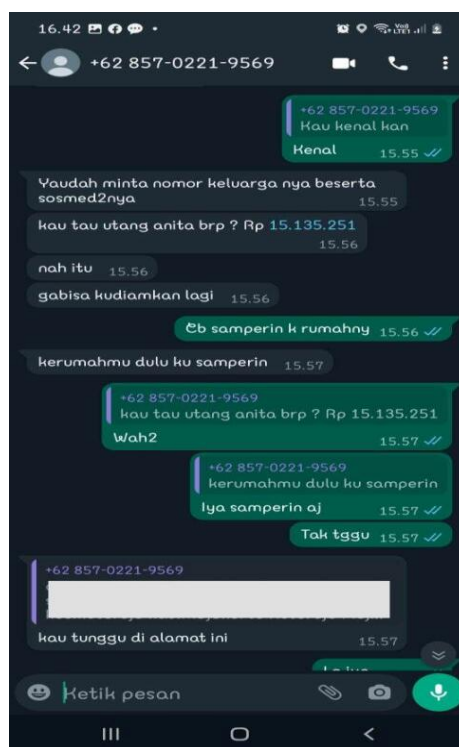 16.42
+62 857-0221-9569
+62 857-0221-9569
Kau kenal kan
Kenal 15.55
Yaudah minta nomor keluarga nya beserta
sosmed2nya 15.55
kau tau utang anita brp ? Rp 15.135.251
15.56
nah itu 15.56
gabisa kudiamkan lagi 15.56
Eb samperin k rumahny 15.56
kerumahmu dulu ku samperin 15.57
+62 857-0221-9569
kau tau utang anita brp ? Rp 15.135.251
Wah2 15.57
+62 857-0221-9569
kerumahmu dulu ku samperin
Iya samperin aj 15.57
Tak tggu 15.57
+62 857-0221-9569
kau tunggu di alamat ini 15.57
Ketik pesan